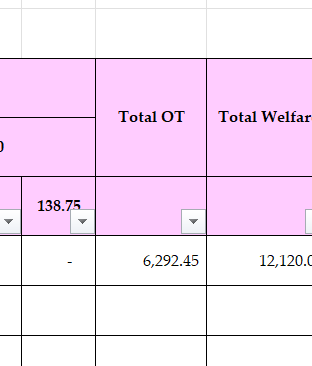 Total OT
Total Welfar
0
138.75
- 6,292.45 12,120.0